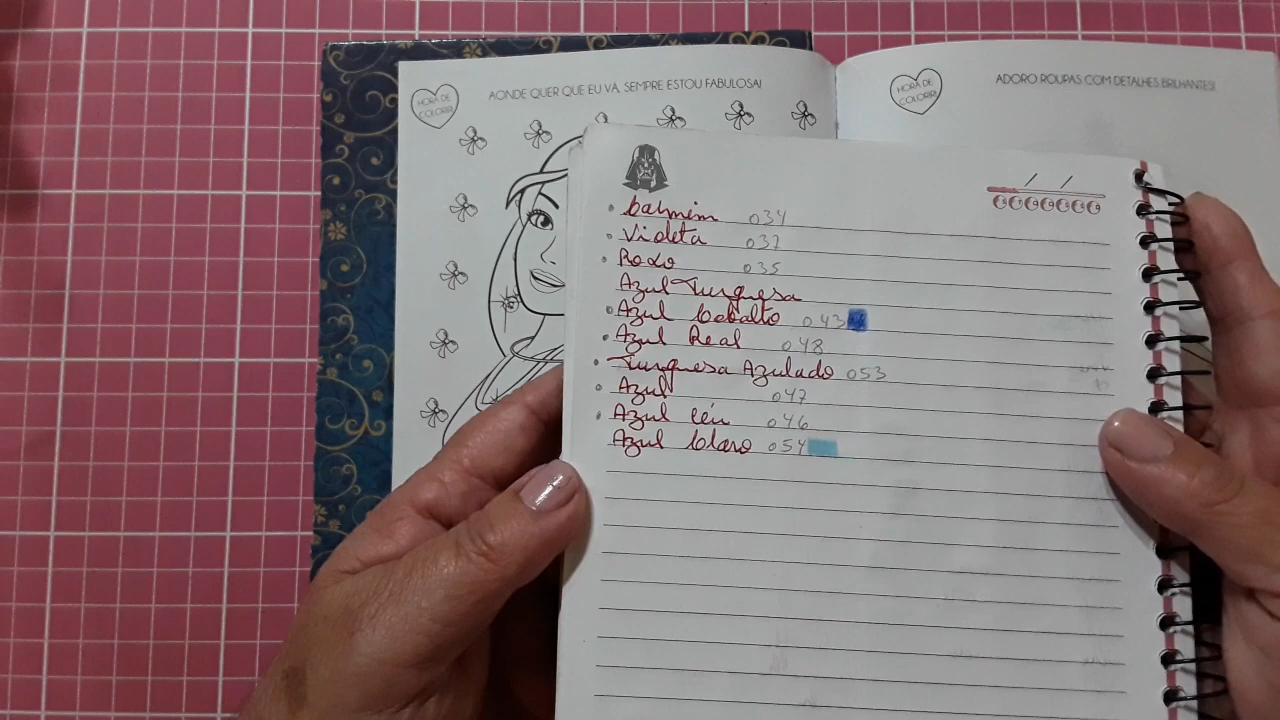 HORA DE
COLORIR!
AONDE QUER QUE EU VÁ, SEMPRE ESTOU FABULOSA!
HORA DE
COLORIR!
ADORO ROUPAS COM DETALHES BRILHANTES!
Carmim 034
Violeta 037
Roxo 035
Azul Turquesa
Azul Cobalto 043
Azul Real 048
Turquesa Azulado 053
Azul 047
Azul Céu 046
Azul Claro 054